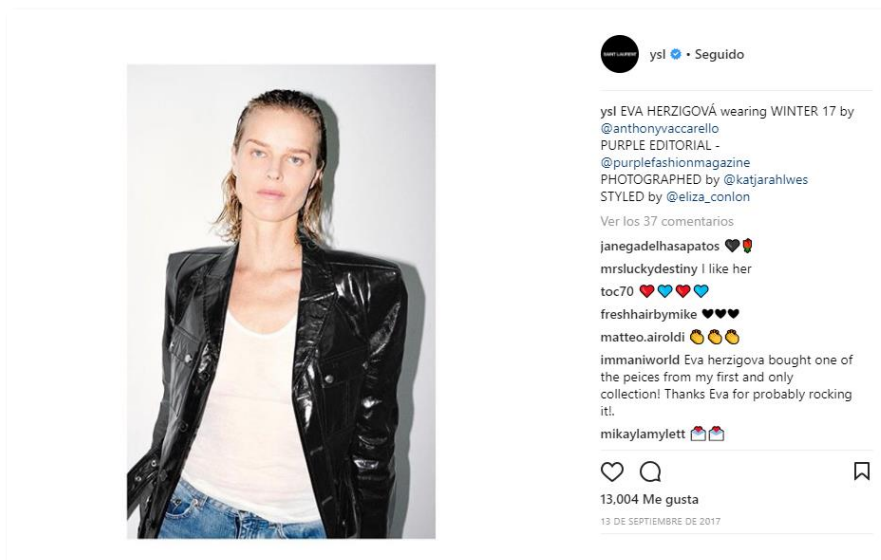 SAINT LAURENT
ysl • Seguido
ysl EVA HERZIGOVÁ wearing WINTER 17 by
@anthonyvaccarello
PURPLE EDITORIAL -
@purplefashionmagazine
PHOTOGRAPHED by @katjarahlwes
STYLED by @eliza_conlon
Ver los 37 comentarios
janegadelhasapatos 🖤🌹
mrsluckydestiny I like her
toc70 ❤️💙❤️💙
freshhairbymike ♥♥♥
matteo.airoldi 👏👏👏
immaniworld Eva herzigova bought one of
the peices from my first and only
collection! Thanks Eva for probably rocking
it!.
mikaylamylett 💌💌
13,004 Me gusta
13 DE SEPTIEMBRE DE 2017